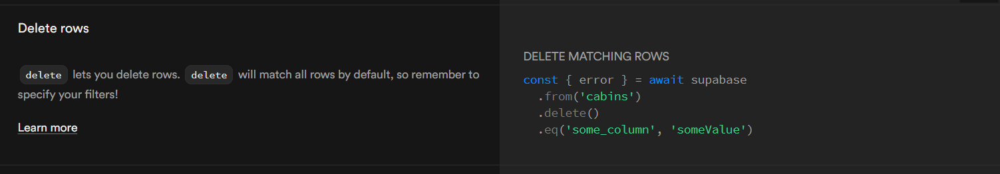 Delete rows
delete lets you delete rows. delete will match all rows by default, so remember to
specify your filters!
Learn more
DELETE MATCHING ROWS
const { error } = await supabase
  .from('cabins')
  .delete()
  .eq('some_column', 'someValue')